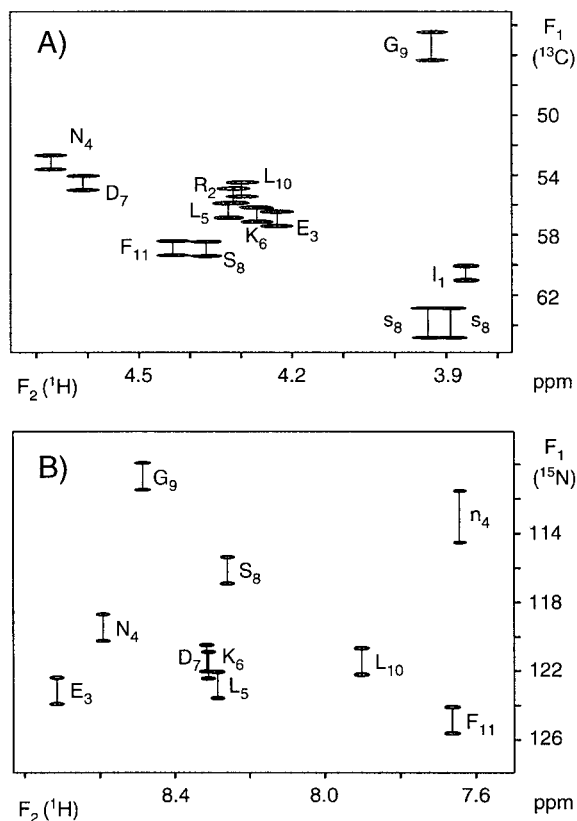 A)
F₁
(¹³C)
G₉
50
N₄
D₇
54
R₂
L₁₀
L₅
K₆
E₃
58
F₁₁
S₈
I₁
62
s₈
s₈
F₂ (¹H)
4.5
4.2
3.9
ppm
B)
F₁
(¹⁵N)
G₉
n₄
114
S₈
118
N₄
D₇
K₆
L₁₀
122
E₃
L₅
F₁₁
126
F₂ (¹H)
8.4
8.0
7.6
ppm